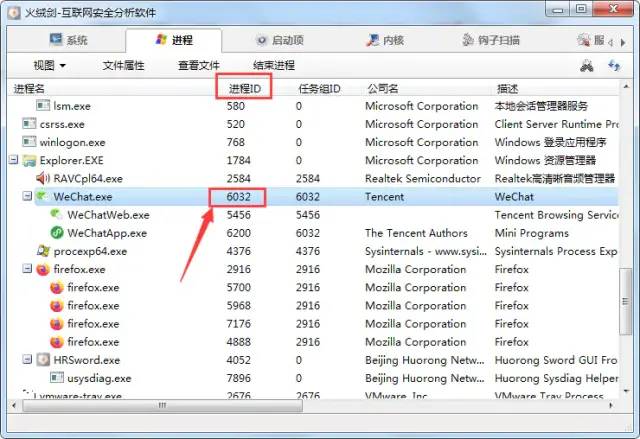 火绒剑-互联网安全分析软件
系统 进程 启动项 内核 钩子扫描 服
视图 文件属性 查看文件 结束进程
进程名 进程ID 任务组ID 公司名 描述
lsm.exe 580 0 Microsoft Corporation 本地会话管理器服务
csrss.exe 520 0 Microsoft Corporation Client Server Runtime Pro
winlogon.exe 768 0 Microsoft Corporation Windows 登录应用程序
Explorer.EXE 1784 0 Microsoft Corporation Windows 资源管理器
RAVCpl64.exe 2584 2584 Realtek Semiconductor Realtek高清晰音频管理器
WeChat.exe 6032 6032 Tencent WeChat
WeChatWeb.exe 5456 5456 Tencent Browsing Service
WeChatApp.exe 6200 6032 The Tencent Authors Mini Programs
procexp64.exe 4376 4376 Sysinternals - www.sysi... Sysinternals Process Exp
firefox.exe 2916 2916 Mozilla Corporation Firefox
firefox.exe 5700 2916 Mozilla Corporation Firefox
firefox.exe 5968 2916 Mozilla Corporation Firefox
firefox.exe 7176 2916 Mozilla Corporation Firefox
firefox.exe 4888 2916 Mozilla Corporation Firefox
HRSword.exe 4052 0 Beijing Huorong Netw... Huorong Sword GUI Fro
usysdiag.exe 7896 0 Beijing Huorong Netw... Huorong Sysdiag Helper
vmware-tray.exe 2676 2676 VMware, Inc. VMware Tray Process